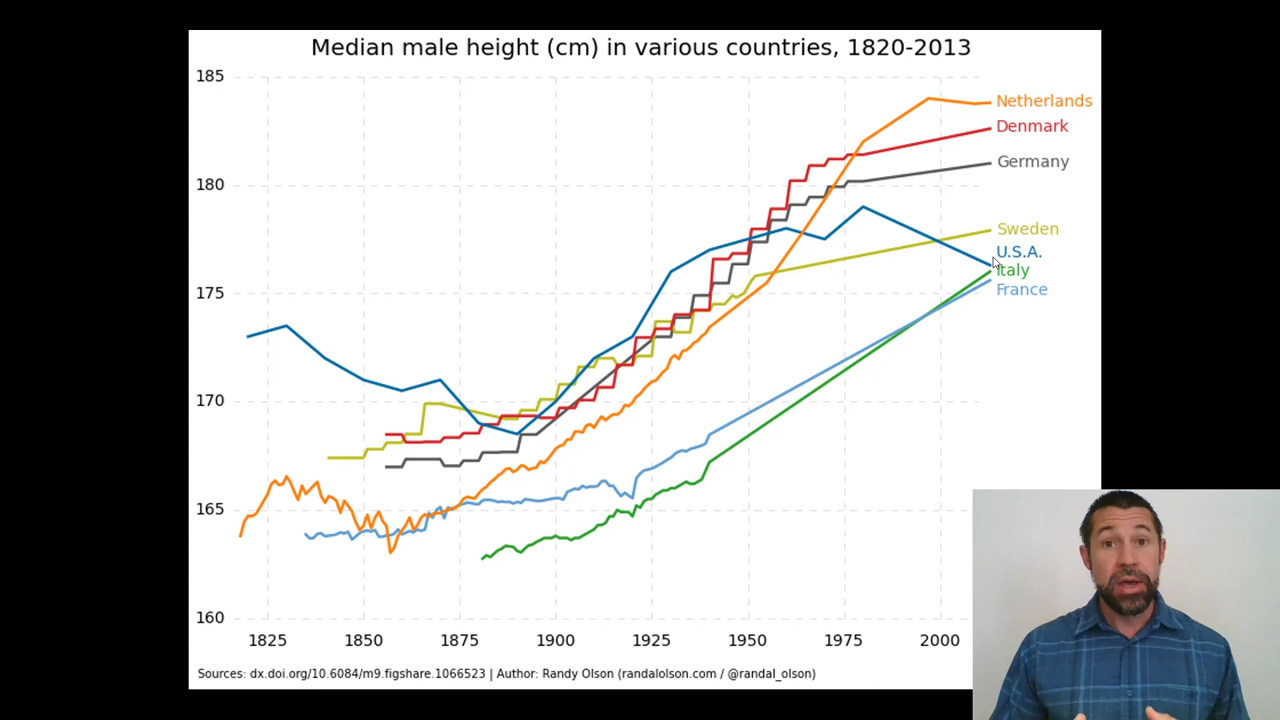 Median male height (cm) in various countries, 1820-2013
185
180
175
170
165
160
Netherlands
Denmark
Germany
Sweden
U.S.A.
Italy
France
1825 1850 1875 1900 1925 1950 1975 2000
Sources: dx.doi.org/10.6084/m9.figshare.1066523 | Author: Randy Olson (randalolson.com / @randal_olson)